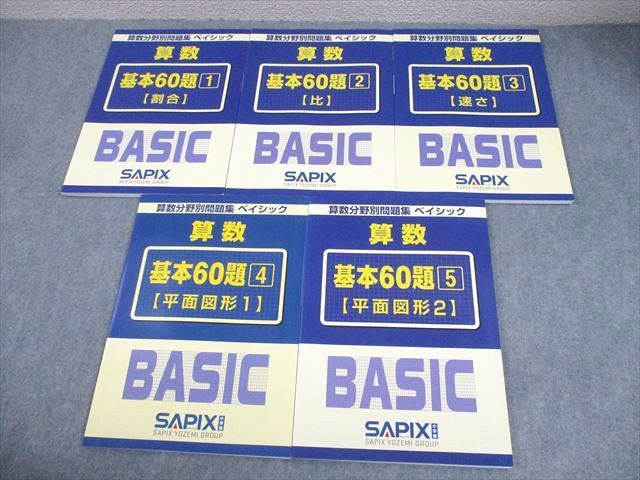 算数分野別問題集 ベイシック
算数
基本60題 1
【割合】
BASIC
SAPIX
SAPIX YOZEMI GROUP
算数分野別問題集 ベイシック
算数
基本60題 2
【比】
BASIC
SAPIX
SAPIX YOZEMI GROUP
算数分野別問題集 ベイシック
算数
基本60題 3
【速さ】
BASIC
SAPIX
SAPIX YOZEMI GROUP
算数分野別問題集 ベイシック
算数
基本60題 4
【平面図形1】
BASIC
SAPIX 小学部
SAPIX YOZEMI GROUP
算数分野別問題集 ベイシック
算数
基本60題 5
【平面図形2】
BASIC
SAPIX 小学部
SAPIX YOZEMI GROUP